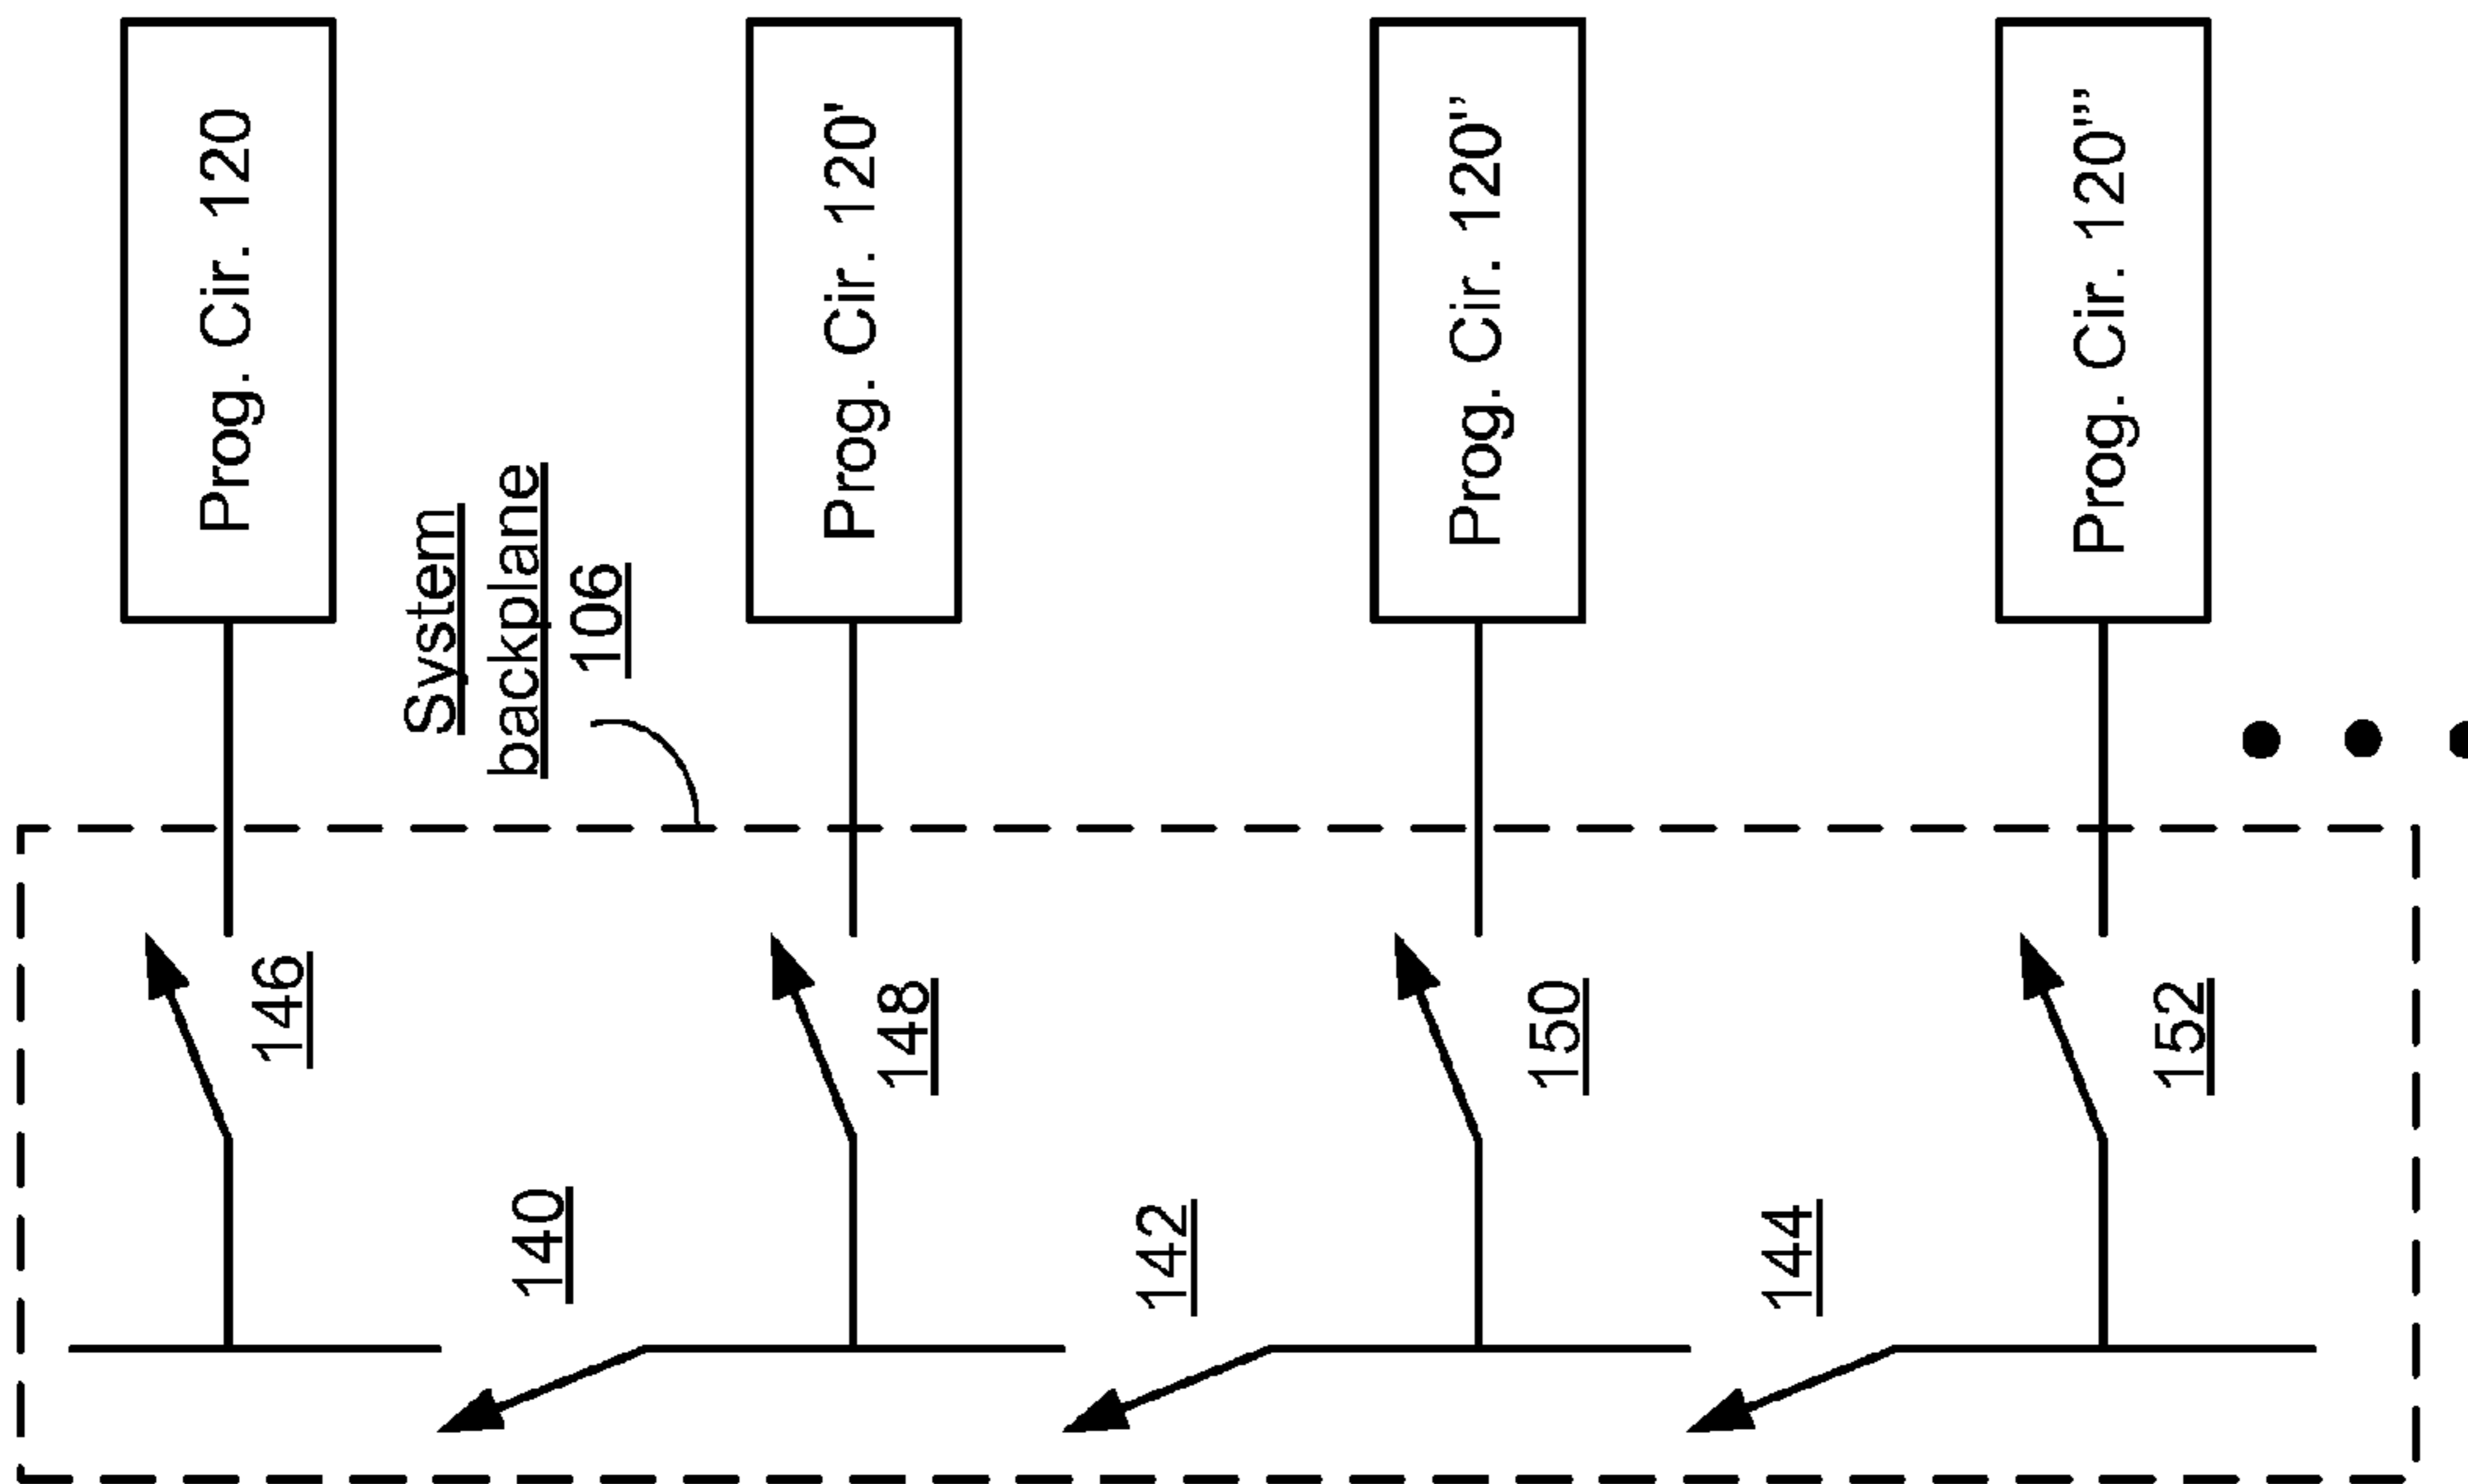 Prog. Cir. 120
146
System
backplane
106
140
Prog. Cir. 120'
148
142
Prog. Cir. 120”
150
144
Prog. Cir. 120”’
152